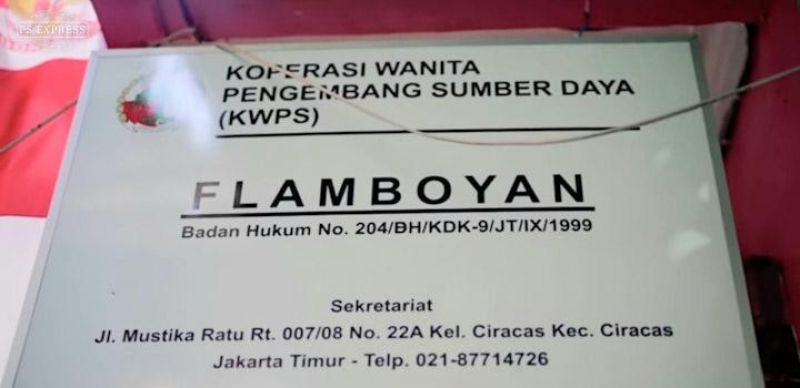 PS EXPRESS
KOPERASI WANITA
PENGEMBANG SUMBER DAYA
(KWPS)
FLAMBOYAN
Badan Hukum No. 204/BH/KDK-9/JT/IX/1999
Sekretariat
Jl. Mustika Ratu Rt. 007/08 No. 22A Kel. Ciracas Kec. Ciracas
Jakarta Timur - Telp. 021-87714726